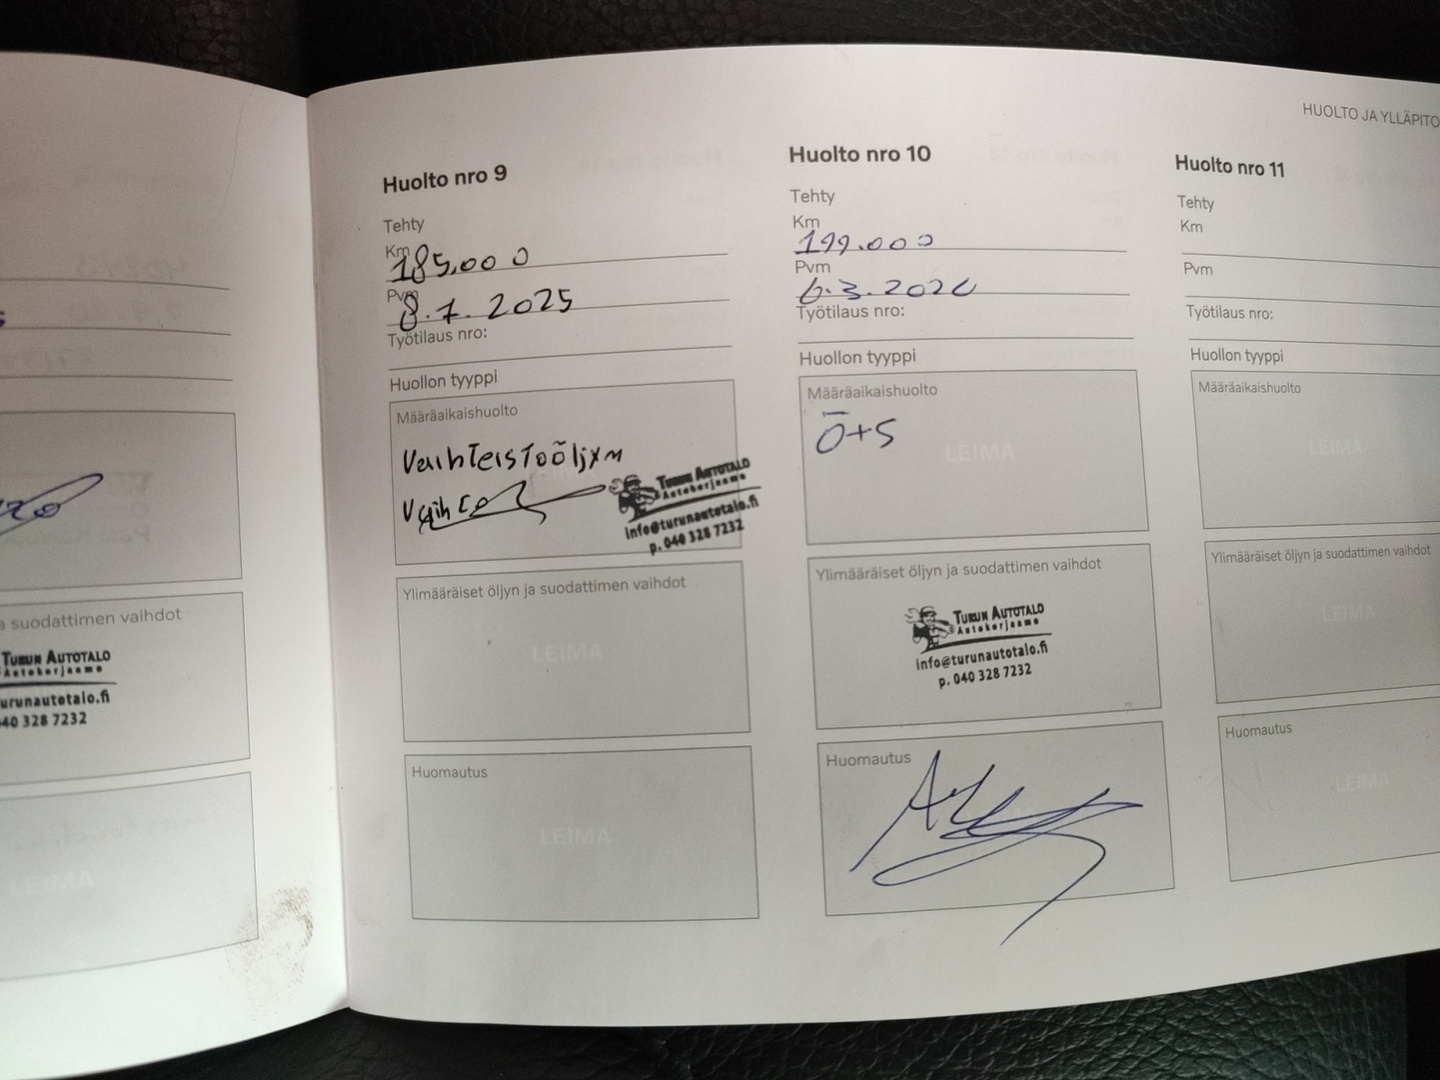 HUOLTO JA YLLÄPITO
a suodattimen vaihdot
TURUN AUTOTALO
Autokorjaamo
urunautotalo.fi
40 328 7232
LEIMA
Huolto nro 9
Tehty
Km
185,000
Pvm
8.7.2025
Työtilaus nro:
Huollon tyyppi
Määräaikaishuolto
Vaihteistoöljyn
TURUN AUTOTALO
Autokorjaamo
info@turunautotalo.fi
p. 040 328 7232
Ylimääräiset öljyn ja suodattimen vaihdot
LEIMA
Huomautus
LEIMA
Huolto nro 10
Tehty
Km
199.000
Pvm
6.3.2026
Työtilaus nro:
Huollon tyyppi
Määräaikaishuolto
Ö+S
LEIMA
Ylimääräiset öljyn ja suodattimen vaihdot
TURUN AUTOTALO
Autokorjaamo
info@turunautotalo.fi
p. 040 328 7232
Huomautus
Huolto nro 11
Tehty
Km
Pvm
Työtilaus nro:
Huollon tyyppi
Määräaikaishuolto
LEIMA
Ylimääräiset öljyn ja suodattimen vaihdot
LEIMA
Huomautus
LEIMA